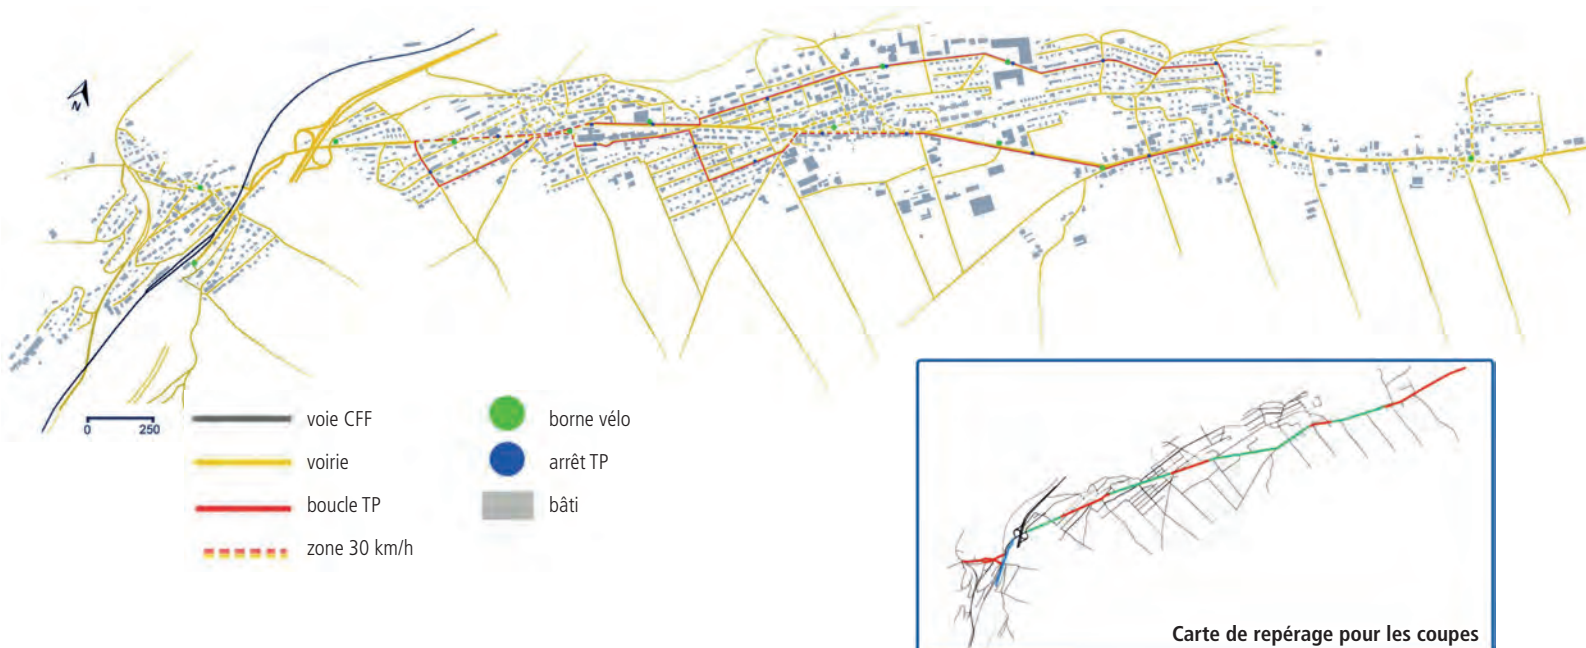 N
0 250
voie CFF
voirie
boucle TP
zone 30 km/h
borne vélo
arrêt TP
bâti
Carte de repérage pour les coupes